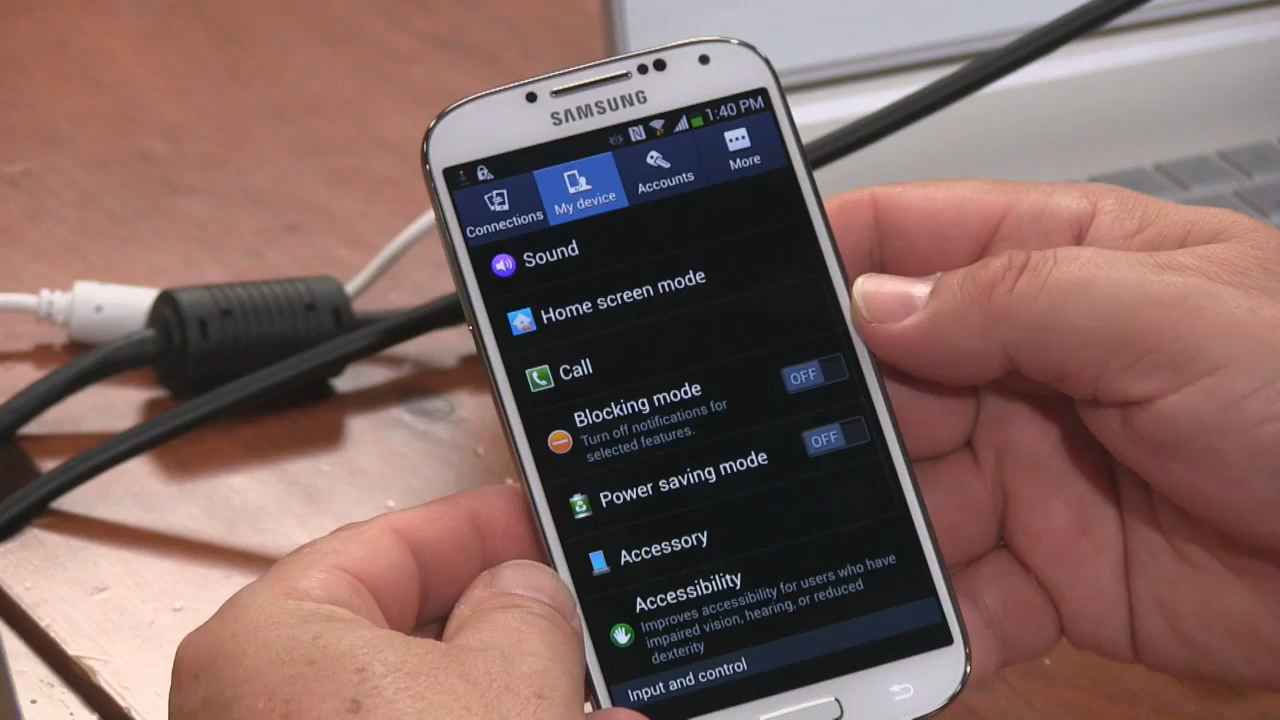 SAMSUNG
1:40 PM
Connections
My device
Accounts
More
Sound
Home screen mode
Call
Blocking mode
Turn off notifications for
selected features.
OFF
Power saving mode
OFF
Accessory
Accessibility
Improves accessibility for users who have
impaired vision, hearing, or reduced
dexterity
Input and control